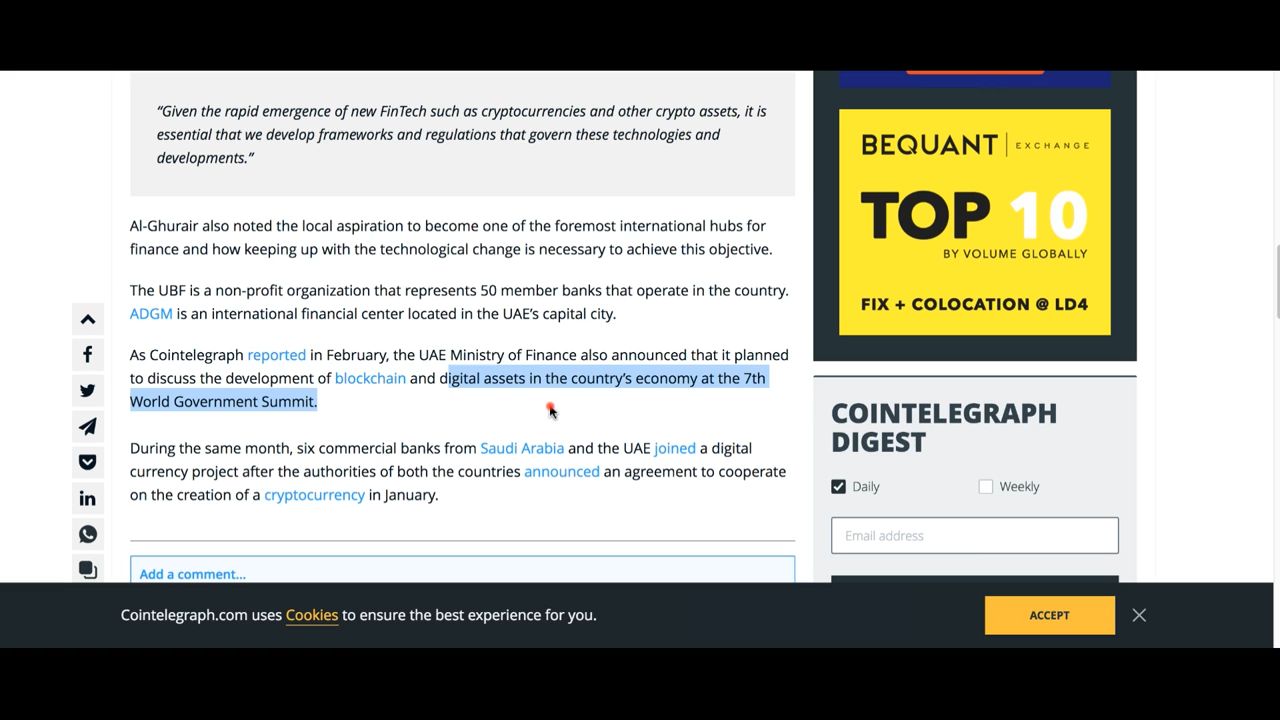 “Given the rapid emergence of new FinTech such as cryptocurrencies and other crypto assets, it is
essential that we develop frameworks and regulations that govern these technologies and
developments.”
Al-Ghurair also noted the local aspiration to become one of the foremost international hubs for
finance and how keeping up with the technological change is necessary to achieve this objective.
The UBF is a non-profit organization that represents 50 member banks that operate in the country.
ADGM is an international financial center located in the UAE’s capital city.
As Cointelegraph reported in February, the UAE Ministry of Finance also announced that it planned
to discuss the development of blockchain and digital assets in the country’s economy at the 7th
World Government Summit.
During the same month, six commercial banks from Saudi Arabia and the UAE joined a digital
currency project after the authorities of both the countries announced an agreement to cooperate
on the creation of a cryptocurrency in January.
Add a comment...
BEQUANT | EXCHANGE
TOP 10
BY VOLUME GLOBALLY
FIX + COLOCATION @ LD4
COINTELEGRAPH
DIGEST
Daily Weekly
Email address
Cointelegraph.com uses Cookies to ensure the best experience for you.
ACCEPT